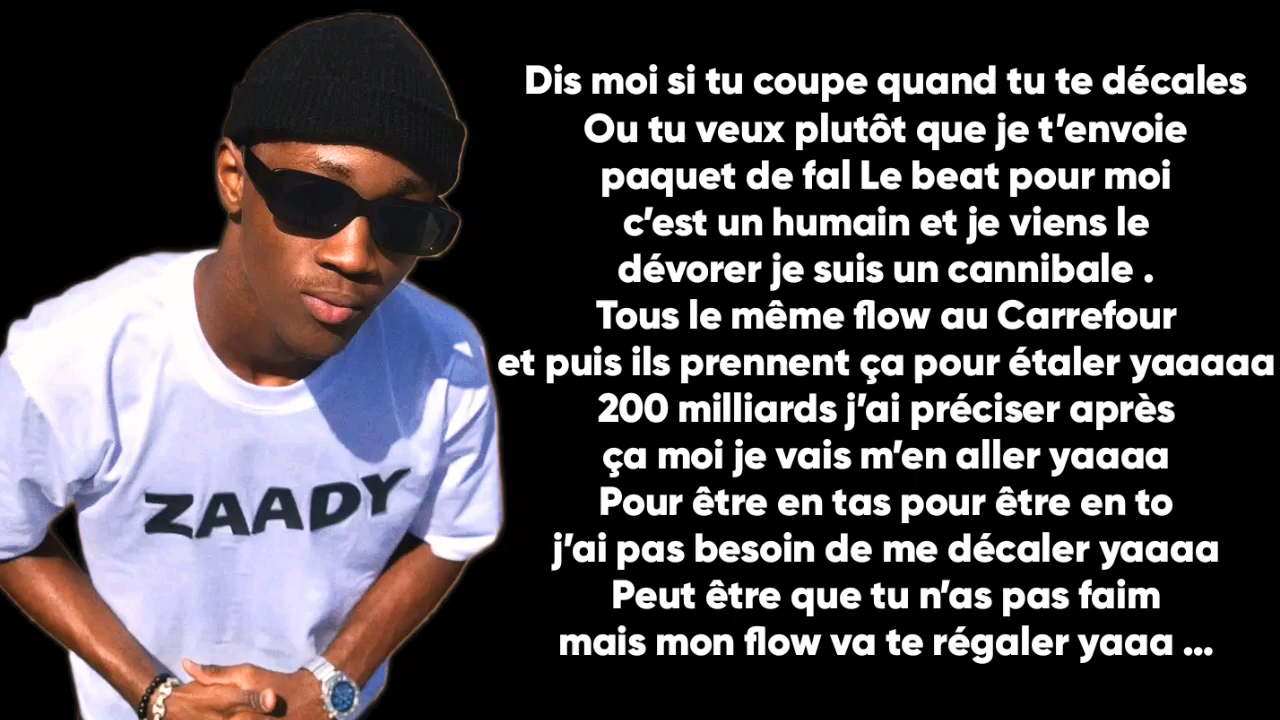 ZAADY
Dis moi si tu coupe quand tu te décales
Ou tu veux plutôt que je t’envoie
paquet de fal Le beat pour moi
c’est un humain et je viens le
dévorer je suis un cannibale .
Tous le même flow au Carrefour
et puis ils prennent ça pour étaler yaaaaa
200 milliards j’ai préciser après
ça moi je vais m’en aller yaaaa
Pour être en tas pour être en to
j’ai pas besoin de me décaler yaaaa
Peut être que tu n’as pas faim
mais mon flow va te régaler yaaa ...